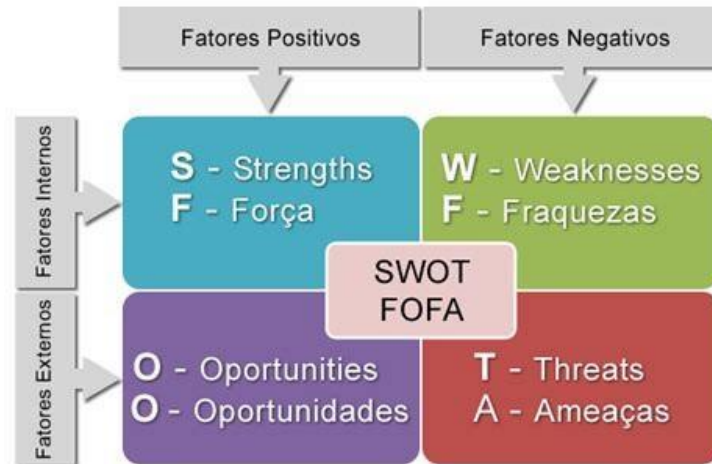 Fatores Positivos
Fatores Negativos
Fatores Internos
S - Strengths
F - Força
W - Weaknesses
F - Fraquezas
SWOT
FOFA
Fatores Externos
O - Oportunities
O - Oportunidades
T - Threats
A - Ameaças